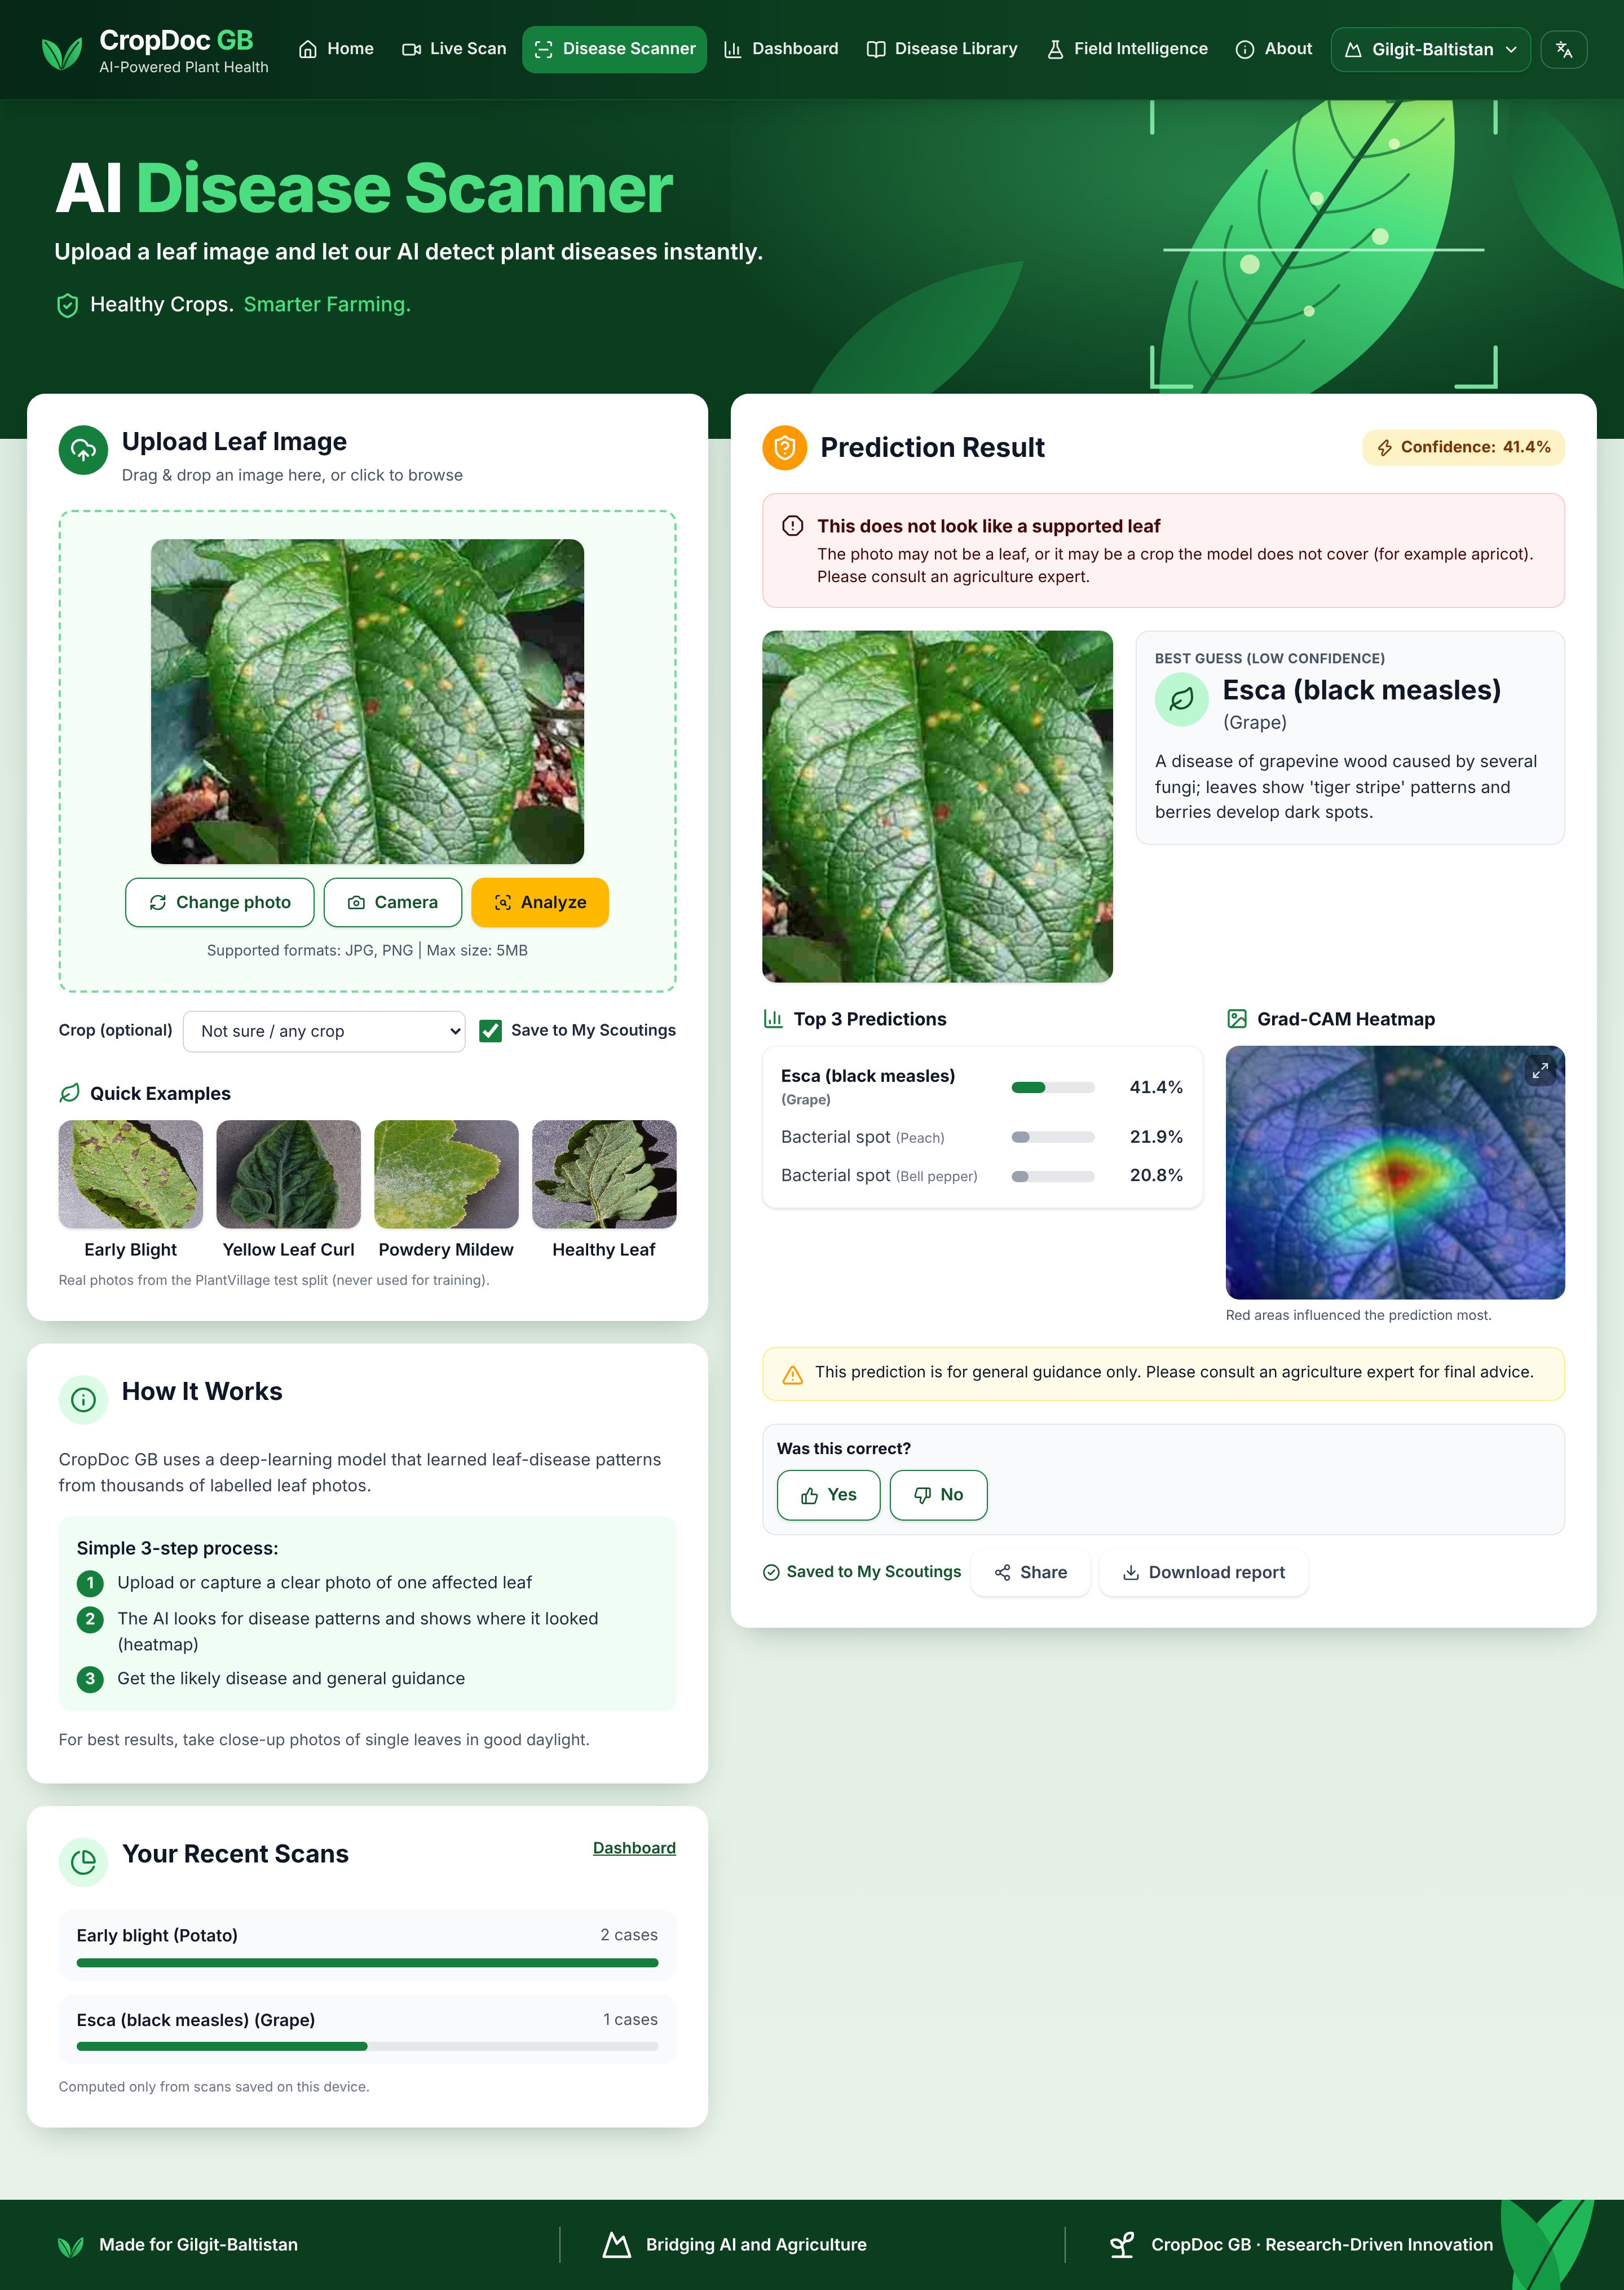 CropDoc GB
AI-Powered Plant Health
Home
Live Scan
Disease Scanner
Dashboard
Disease Library
Field Intelligence
About
Gilgit-Baltistan
AI Disease Scanner
Upload a leaf image and let our AI detect plant diseases instantly.
Healthy Crops. Smarter Farming.
Upload Leaf Image
Drag & drop an image here, or click to browse
Change photo
Camera
Analyze
Supported formats: JPG, PNG | Max size: 5MB
Crop (optional)
Not sure / any crop
Save to My Scoutings
Quick Examples
Early Blight
Yellow Leaf Curl
Powdery Mildew
Healthy Leaf
Real photos from the PlantVillage test split (never used for training).
How It Works
CropDoc GB uses a deep-learning model that learned leaf-disease patterns
from thousands of labelled leaf photos.
Simple 3-step process:
1 Upload or capture a clear photo of one affected leaf
2 The AI looks for disease patterns and shows where it looked
(heatmap)
3 Get the likely disease and general guidance
For best results, take close-up photos of single leaves in good daylight.
Your Recent Scans
Dashboard
Early blight (Potato)
2 cases
Esca (black measles) (Grape)
1 cases
Computed only from scans saved on this device.
Prediction Result
Confidence: 41.4%
This does not look like a supported leaf
The photo may not be a leaf, or it may be a crop the model does not cover (for example apricot).
Please consult an agriculture expert.
BEST GUESS (LOW CONFIDENCE)
Esca (black measles)
(Grape)
A disease of grapevine wood caused by several
fungi; leaves show 'tiger stripe' patterns and
berries develop dark spots.
Top 3 Predictions
Esca (black measles)
(Grape)
41.4%
Bacterial spot (Peach)
21.9%
Bacterial spot (Bell pepper)
20.8%
Grad-CAM Heatmap
Red areas influenced the prediction most.
This prediction is for general guidance only. Please consult an agriculture expert for final advice.
Was this correct?
Yes
No
Saved to My Scoutings
Share
Download report
Made for Gilgit-Baltistan
Bridging AI and Agriculture
CropDoc GB · Research-Driven Innovation